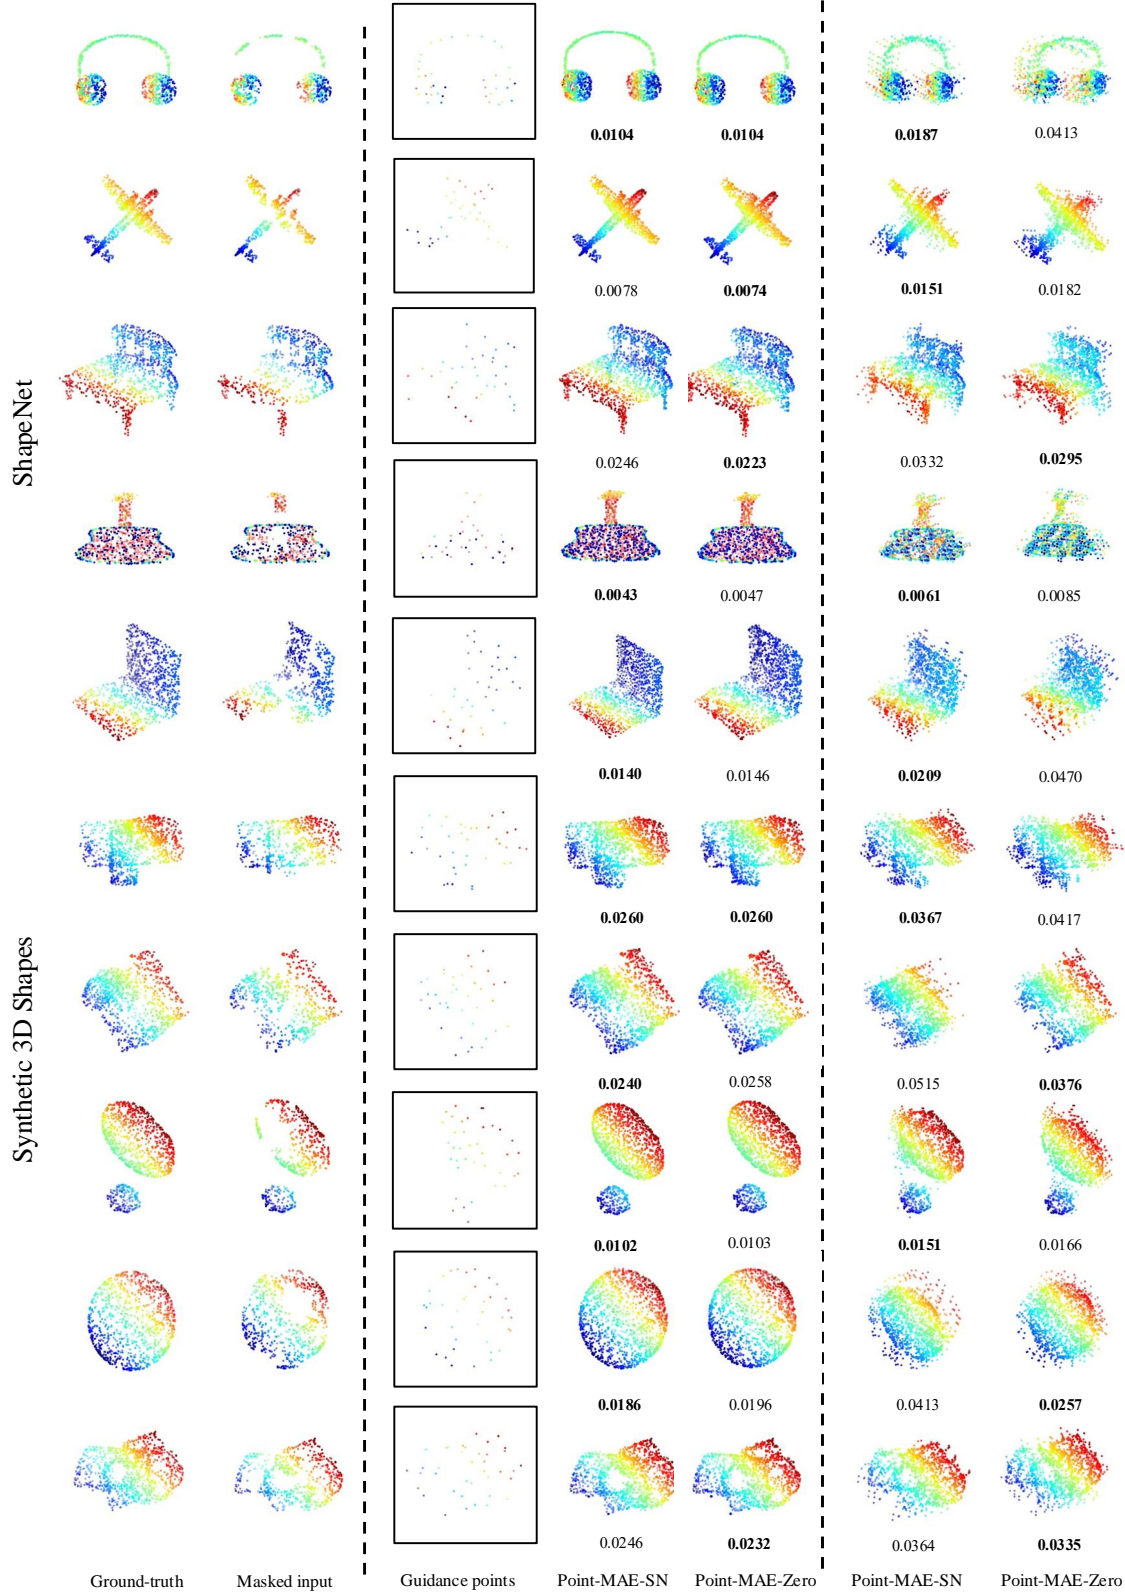 0.0104 0.0104 0.0187 0.0413
0.0078 0.0074 0.0151 0.0182
ShapeNet
0.0246 0.0223 0.0332 0.0295
0.0043 0.0047 0.0061 0.0085
0.0140 0.0146 0.0209 0.0470
Synthetic 3D Shapes
0.0260 0.0260 0.0367 0.0417
0.0240 0.0258 0.0515 0.0376
0.0102 0.0103 0.0151 0.0166
0.0186 0.0196 0.0413 0.0257
0.0246 0.0232 0.0364 0.0335
Ground-truth Masked input Guidance points Point-MAE-SN Point-MAE-Zero Point-MAE-SN Point-MAE-Zero